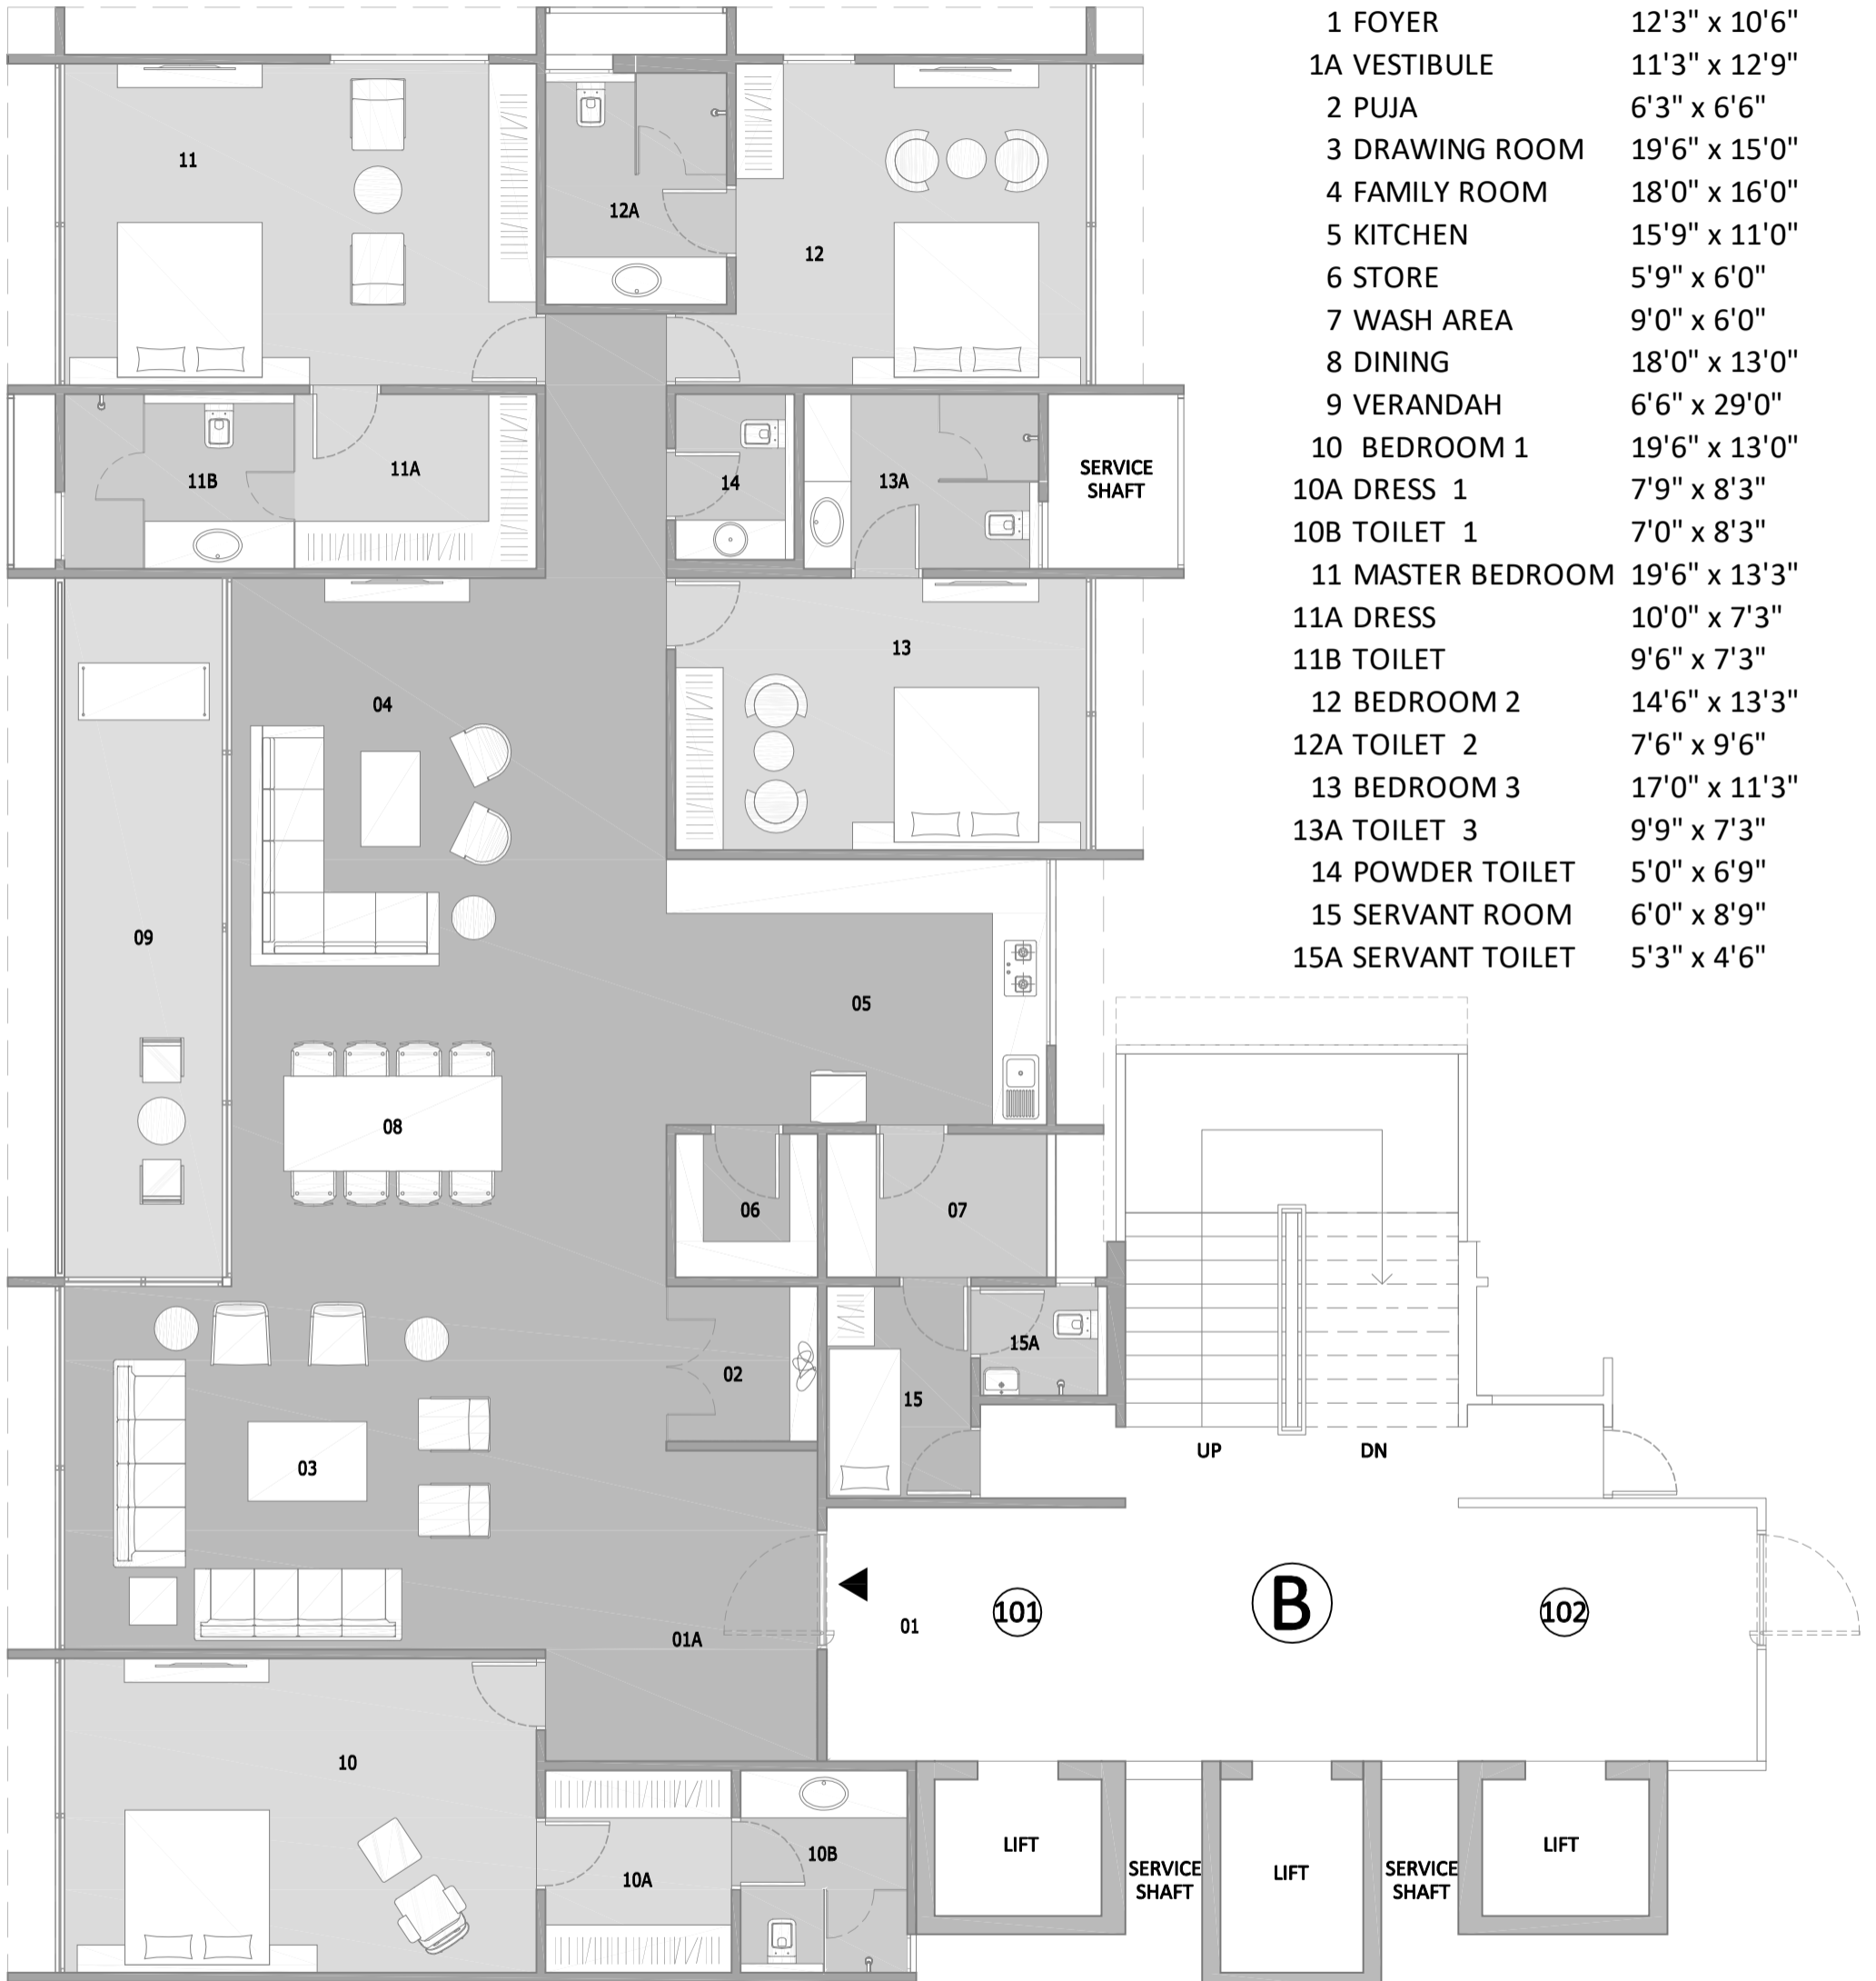 1 FOYER 12'3" x 10'6"
1A VESTIBULE 11'3" x 12'9"
2 PUJA 6'3" x 6'6"
3 DRAWING ROOM 19'6" x 15'0"
4 FAMILY ROOM 18'0" x 16'0"
5 KITCHEN 15'9" x 11'0"
6 STORE 5'9" x 6'0"
7 WASH AREA 9'0" x 6'0"
8 DINING 18'0" x 13'0"
9 VERANDAH 6'6" x 29'0"
10 BEDROOM 1 19'6" x 13'0"
10A DRESS 1 7'9" x 8'3"
10B TOILET 1 7'0" x 8'3"
11 MASTER BEDROOM 19'6" x 13'3"
11A DRESS 10'0" x 7'3"
11B TOILET 9'6" x 7'3"
12 BEDROOM 2 14'6" x 13'3"
12A TOILET 2 7'6" x 9'6"
13 BEDROOM 3 17'0" x 11'3"
13A TOILET 3 9'9" x 7'3"
14 POWDER TOILET 5'0" x 6'9"
15 SERVANT ROOM 6'0" x 8'9"
15A SERVANT TOILET 5'3" x 4'6"
11
12A
12
11B
11A
14
13A
SERVICE
SHAFT
13
04
09
05
08
06
07
02
15A
15
03
UP
DN
01A
01
101
B
102
10
10A
10B
LIFT
SERVICE
SHAFT
LIFT
SERVICE
SHAFT
LIFT